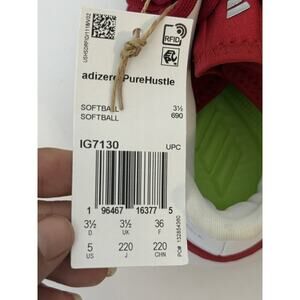 RFID
adizero PureHustle
SOFTBALL 3½
SOFTBALL 690
IG7130 UPC
1 96467 16377 5
3½ 3½ 36
D UK F
5 220 220
US J CHN